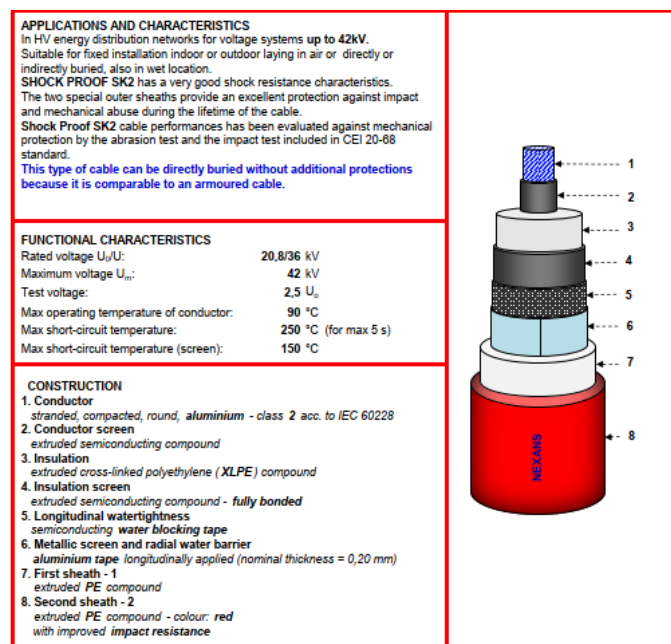 APPLICATIONS AND CHARACTERISTICS
In HV energy distribution networks for voltage systems up to 42kV.
Suitable for fixed installation indoor or outdoor laying in air or directly or
indirectly buried, also in wet location.
SHOCK PROOF SK2 has a very good shock resistance characteristics.
The two special outer sheaths provide an excellent protection against impact
and mechanical abuse during the lifetime of the cable.
Shock Proof SK2 cable performances has been evaluated against mechanical
protection by the abrasion test and the impact test included in CEI 20-68
standard.
This type of cable can be directly buried without additional protections
because it is comparable to an armoured cable.
FUNCTIONAL CHARACTERISTICS
Rated voltage U0/U: 20,8/36 kV
Maximum voltage Um: 42 kV
Test voltage: 2,5 Uo
Max operating temperature of conductor: 90 °C
Max short-circuit temperature: 250 °C (for max 5 s)
Max short-circuit temperature (screen): 150 °C
CONSTRUCTION
1. Conductor
stranded, compacted, round, aluminium - class 2 acc. to IEC 60228
2. Conductor screen
extruded semiconducting compound
3. Insulation
extruded cross-linked polyethylene (XLPE) compound
4. Insulation screen
extruded semiconducting compound - fully bonded
5. Longitudinal watertightness
semiconducting water blocking tape
6. Metallic screen and radial water barrier
aluminium tape longitudinally applied (nominal thickness = 0,20 mm)
7. First sheath - 1
extruded PE compound
8. Second sheath - 2
extruded PE compound - colour: red
with improved impact resistance
1
2
3
4
5
6
7
8
NEXANS